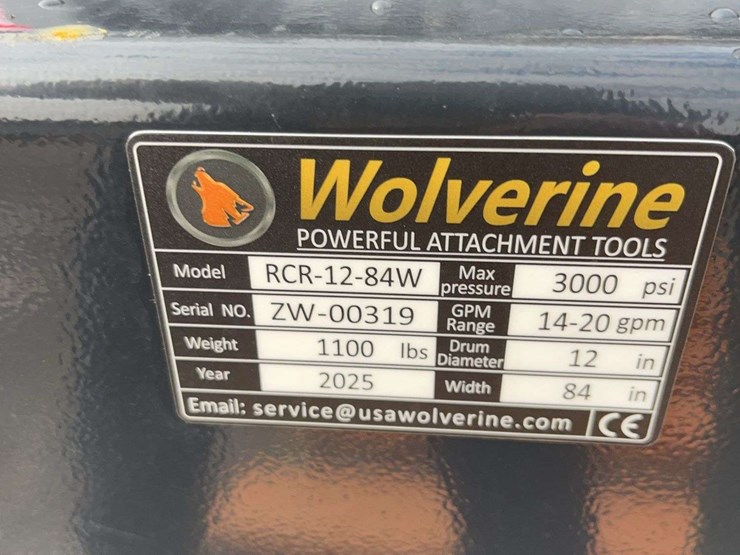 Wolverine
POWERFUL ATTACHMENT TOOLS
Model RCR-12-84W Max pressure 3000 psi
Serial NO. ZW-00319 GPM Range 14-20 gpm
Weight 1100 lbs Drum Diameter 12 in
Year 2025 Width 84 in
Email: service@usawolverine.com CE